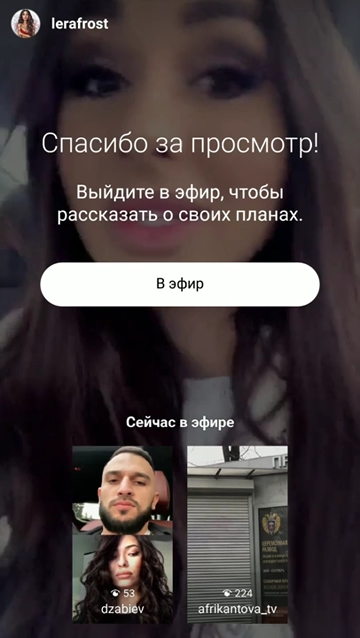 lerafrost
Спасибо за просмотр!
Выйдите в эфир, чтобы
рассказать о своих планах.
В эфир
Сейчас в эфире
53
dzabiev
224
afrikantova_tv